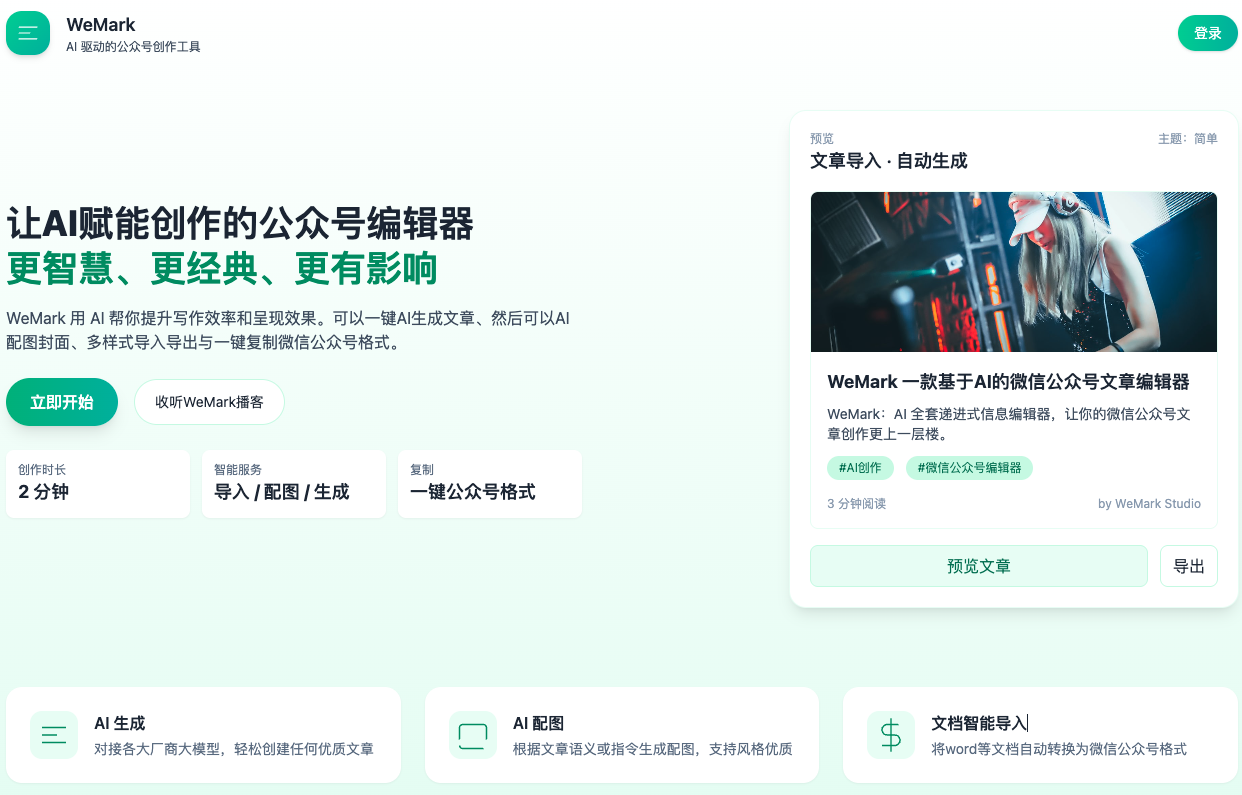 WeMark
AI 驱动的公众号创作工具
登录
让AI赋能创作的公众号编辑器
更智慧、更经典、更有影响
WeMark 用 AI 帮你提升写作效率和呈现效果。可以一键AI生成文章、然后可以AI
配图封面、多样式导入导出与一键复制微信公众号格式。
立即开始
收听WeMark播客
创作时长
2 分钟
智能服务
导入 / 配图 / 生成
复制
一键公众号格式
预览
主题：简单
文章导入 · 自动生成
WeMark 一款基于AI的微信公众号文章编辑器
WeMark：AI 全套递进式信息编辑器，让你的微信公众号文
章创作更上一层楼。
#AI创作
#微信公众号编辑器
3 分钟阅读
by WeMark Studio
预览文章
导出
AI 生成
对接各大厂商大模型，轻松创建任何优质文章
AI 配图
根据文章语义或指令生成配图，支持风格优质
文档智能导入
将word等文档自动转换为微信公众号格式